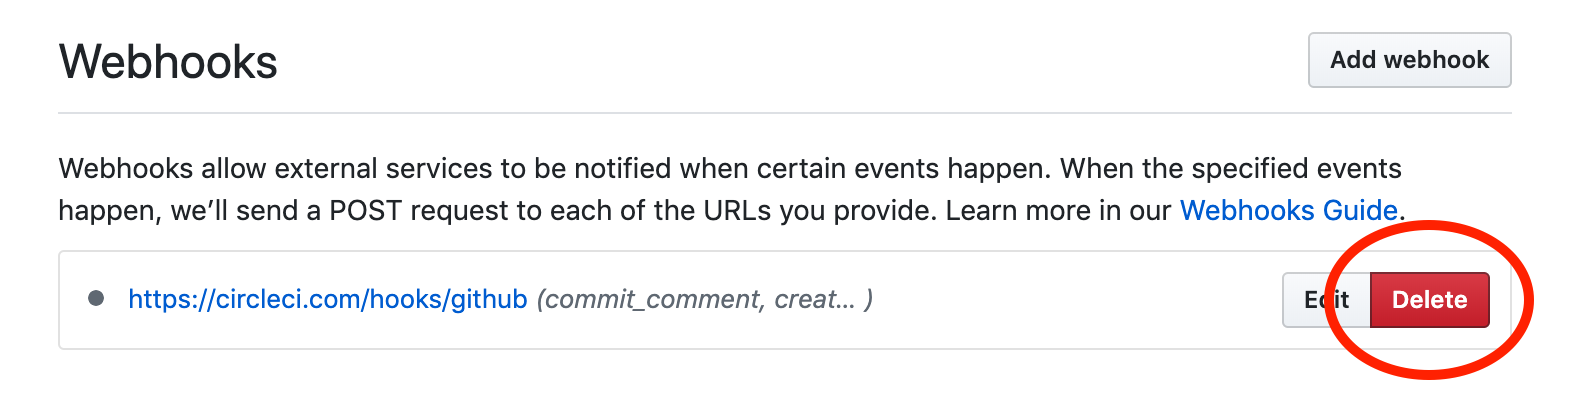 Webhooks
Add webhook
Webhooks allow external services to be notified when certain events happen. When the specified events
happen, we’ll send a POST request to each of the URLs you provide. Learn more in our Webhooks Guide.
https://circleci.com/hooks/github (commit_comment, creat... )
Edit
Delete